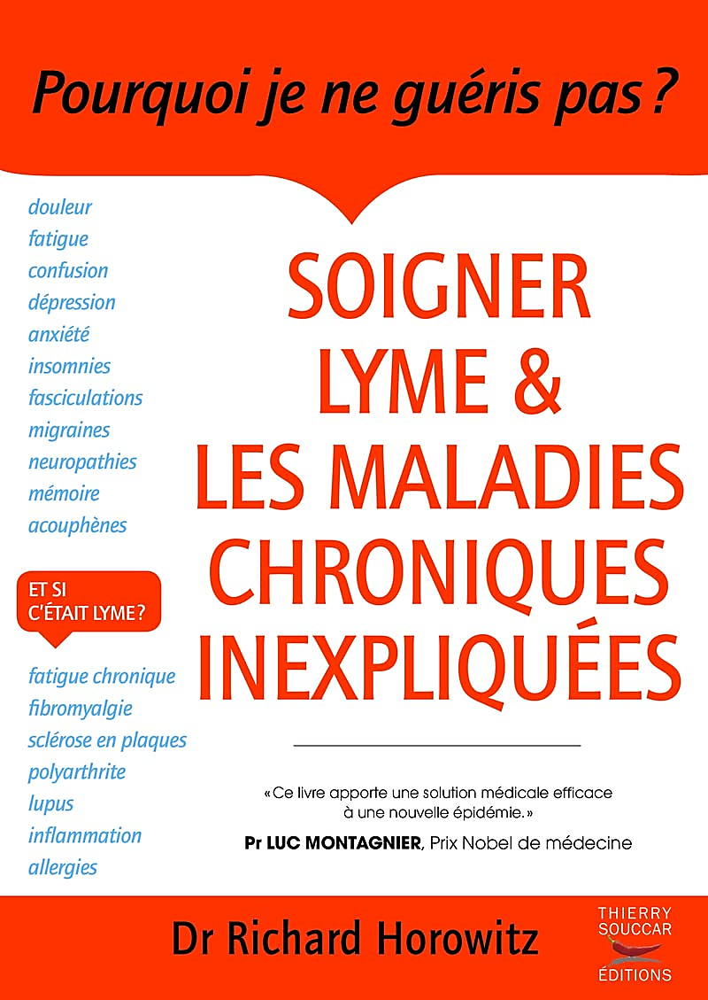 Pourquoi je ne guéris pas ?
douleur
fatigue
confusion
dépression
anxiété
insomnies
fasciculations
migraines
neuropathies
mémoire
acouphènes
ET SI
C'ÉTAIT LYME ?
fatigue chronique
fibromyalgie
sclérose en plaques
polyarthrite
lupus
inflammation
allergies
SOIGNER
LYME &
LES MALADIES
CHRONIQUES
INEXPLIQUÉES
« Ce livre apporte une solution médicale efficace
à une nouvelle épidémie. »
Pr LUC MONTAGNIER, Prix Nobel de médecine
Dr Richard Horowitz
THIERRY
SOUCCAR
ÉDITIONS